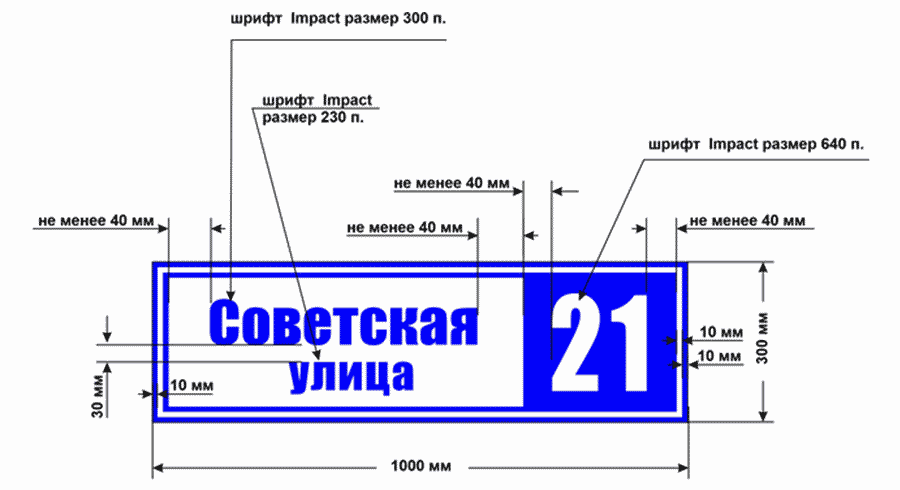 шрифт Impact размер 300 п.
шрифт Impact
размер 230 п.
шрифт Impact размер 640 п.
не менее 40 мм
не менее 40 мм
не менее 40 мм
не менее 40 мм
Советская
улица
21
10 мм
10 мм
300 мм
10 мм
30 мм
1000 мм